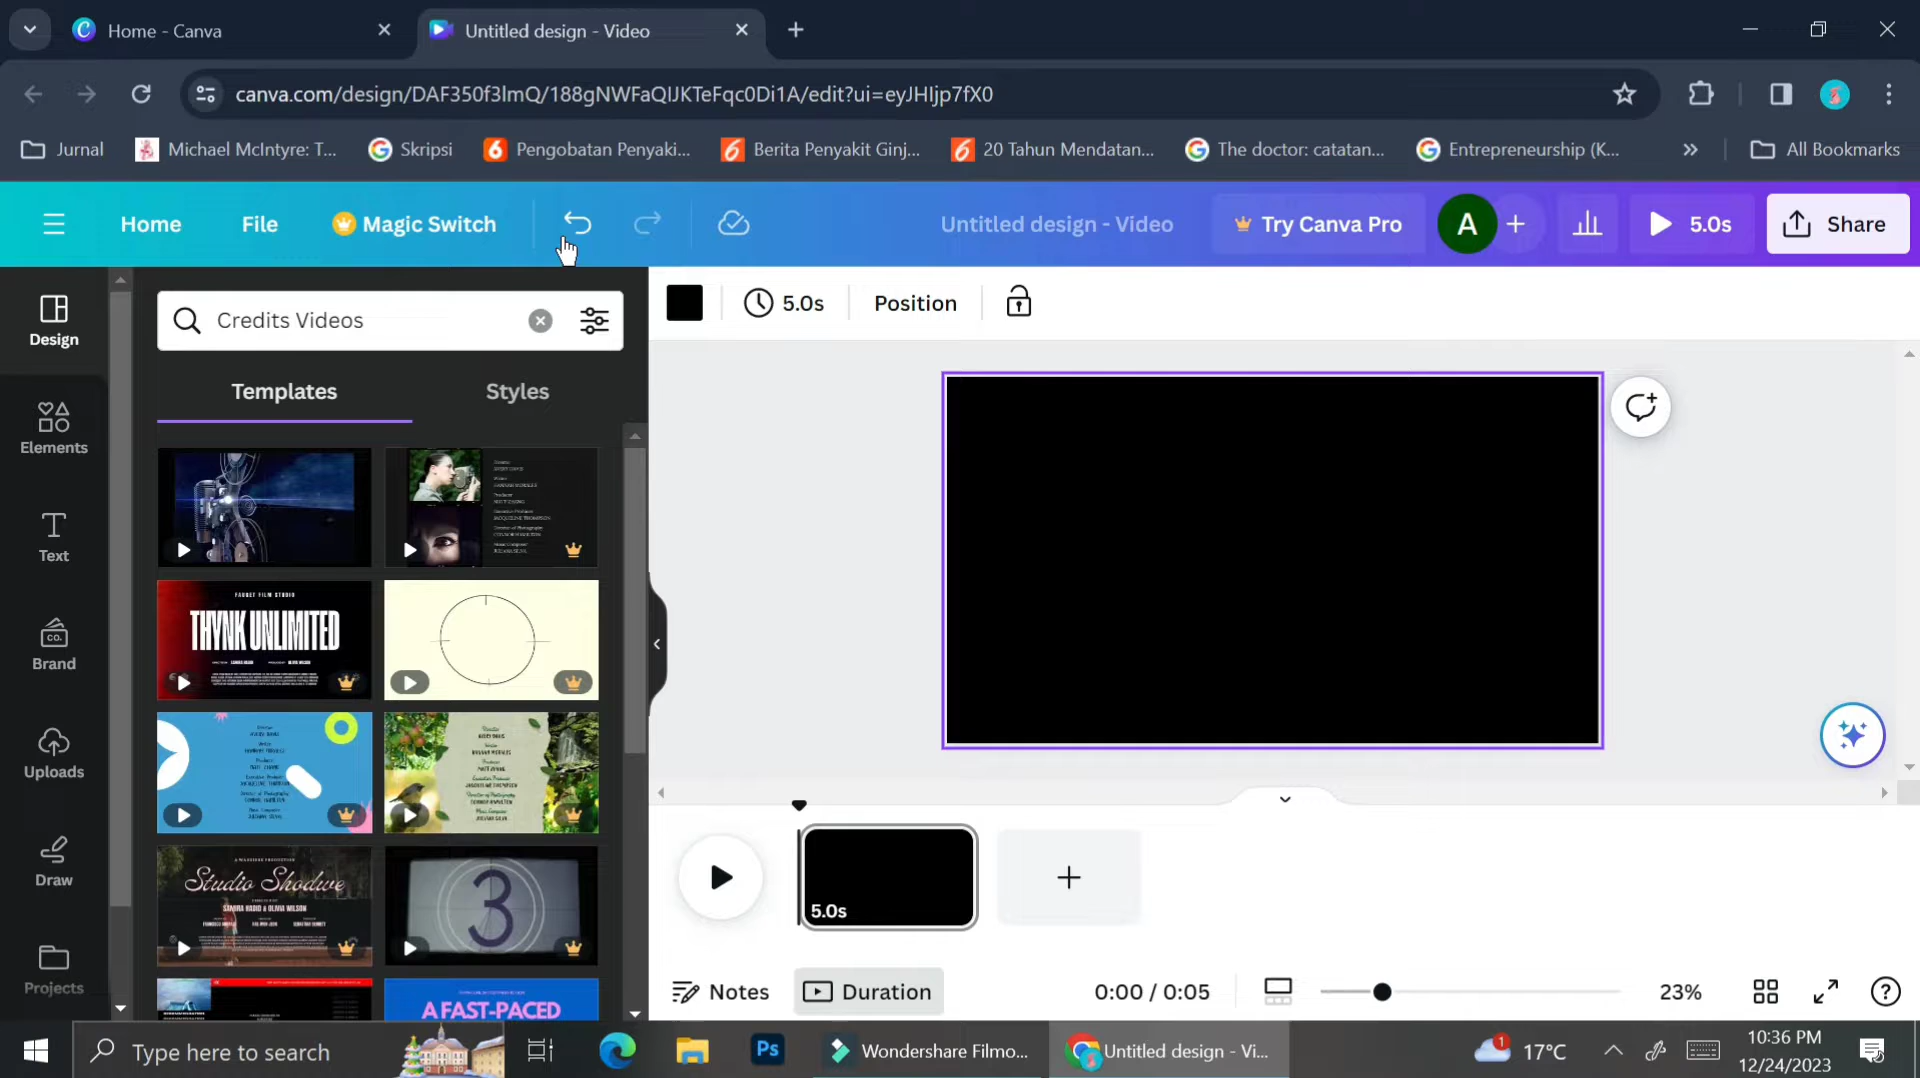 Home - Canva
Untitled design - Video
canva.com/design/DAF350f3lmQ/188gNWFaQIJKTeFqc0Di1A/edit?ui=eyJHIjp7fX0
Jurnal
Michael McIntyre: T...
Skripsi
Pengobatan Penyaki...
Berita Penyakit Ginj...
20 Tahun Mendatan...
The doctor: catatan...
Entrepreneurship (K...
All Bookmarks
Home
File
Magic Switch
Untitled design - Video
Try Canva Pro
A
5.0s
Share
Design
Elements
Text
CO.
Brand
Uploads
Draw
Projects
Credits Videos
Templates
Styles
THYNK UNLIMITED
Studio Shodwe
3
A FAST-PACED
5.0s
Position
5.0s
Notes
Duration
0:00 / 0:05
23%
Type here to search
Ps
Wondershare Filmo...
Untitled design - Vi...
1
17°C
10:36 PM
12/24/2023